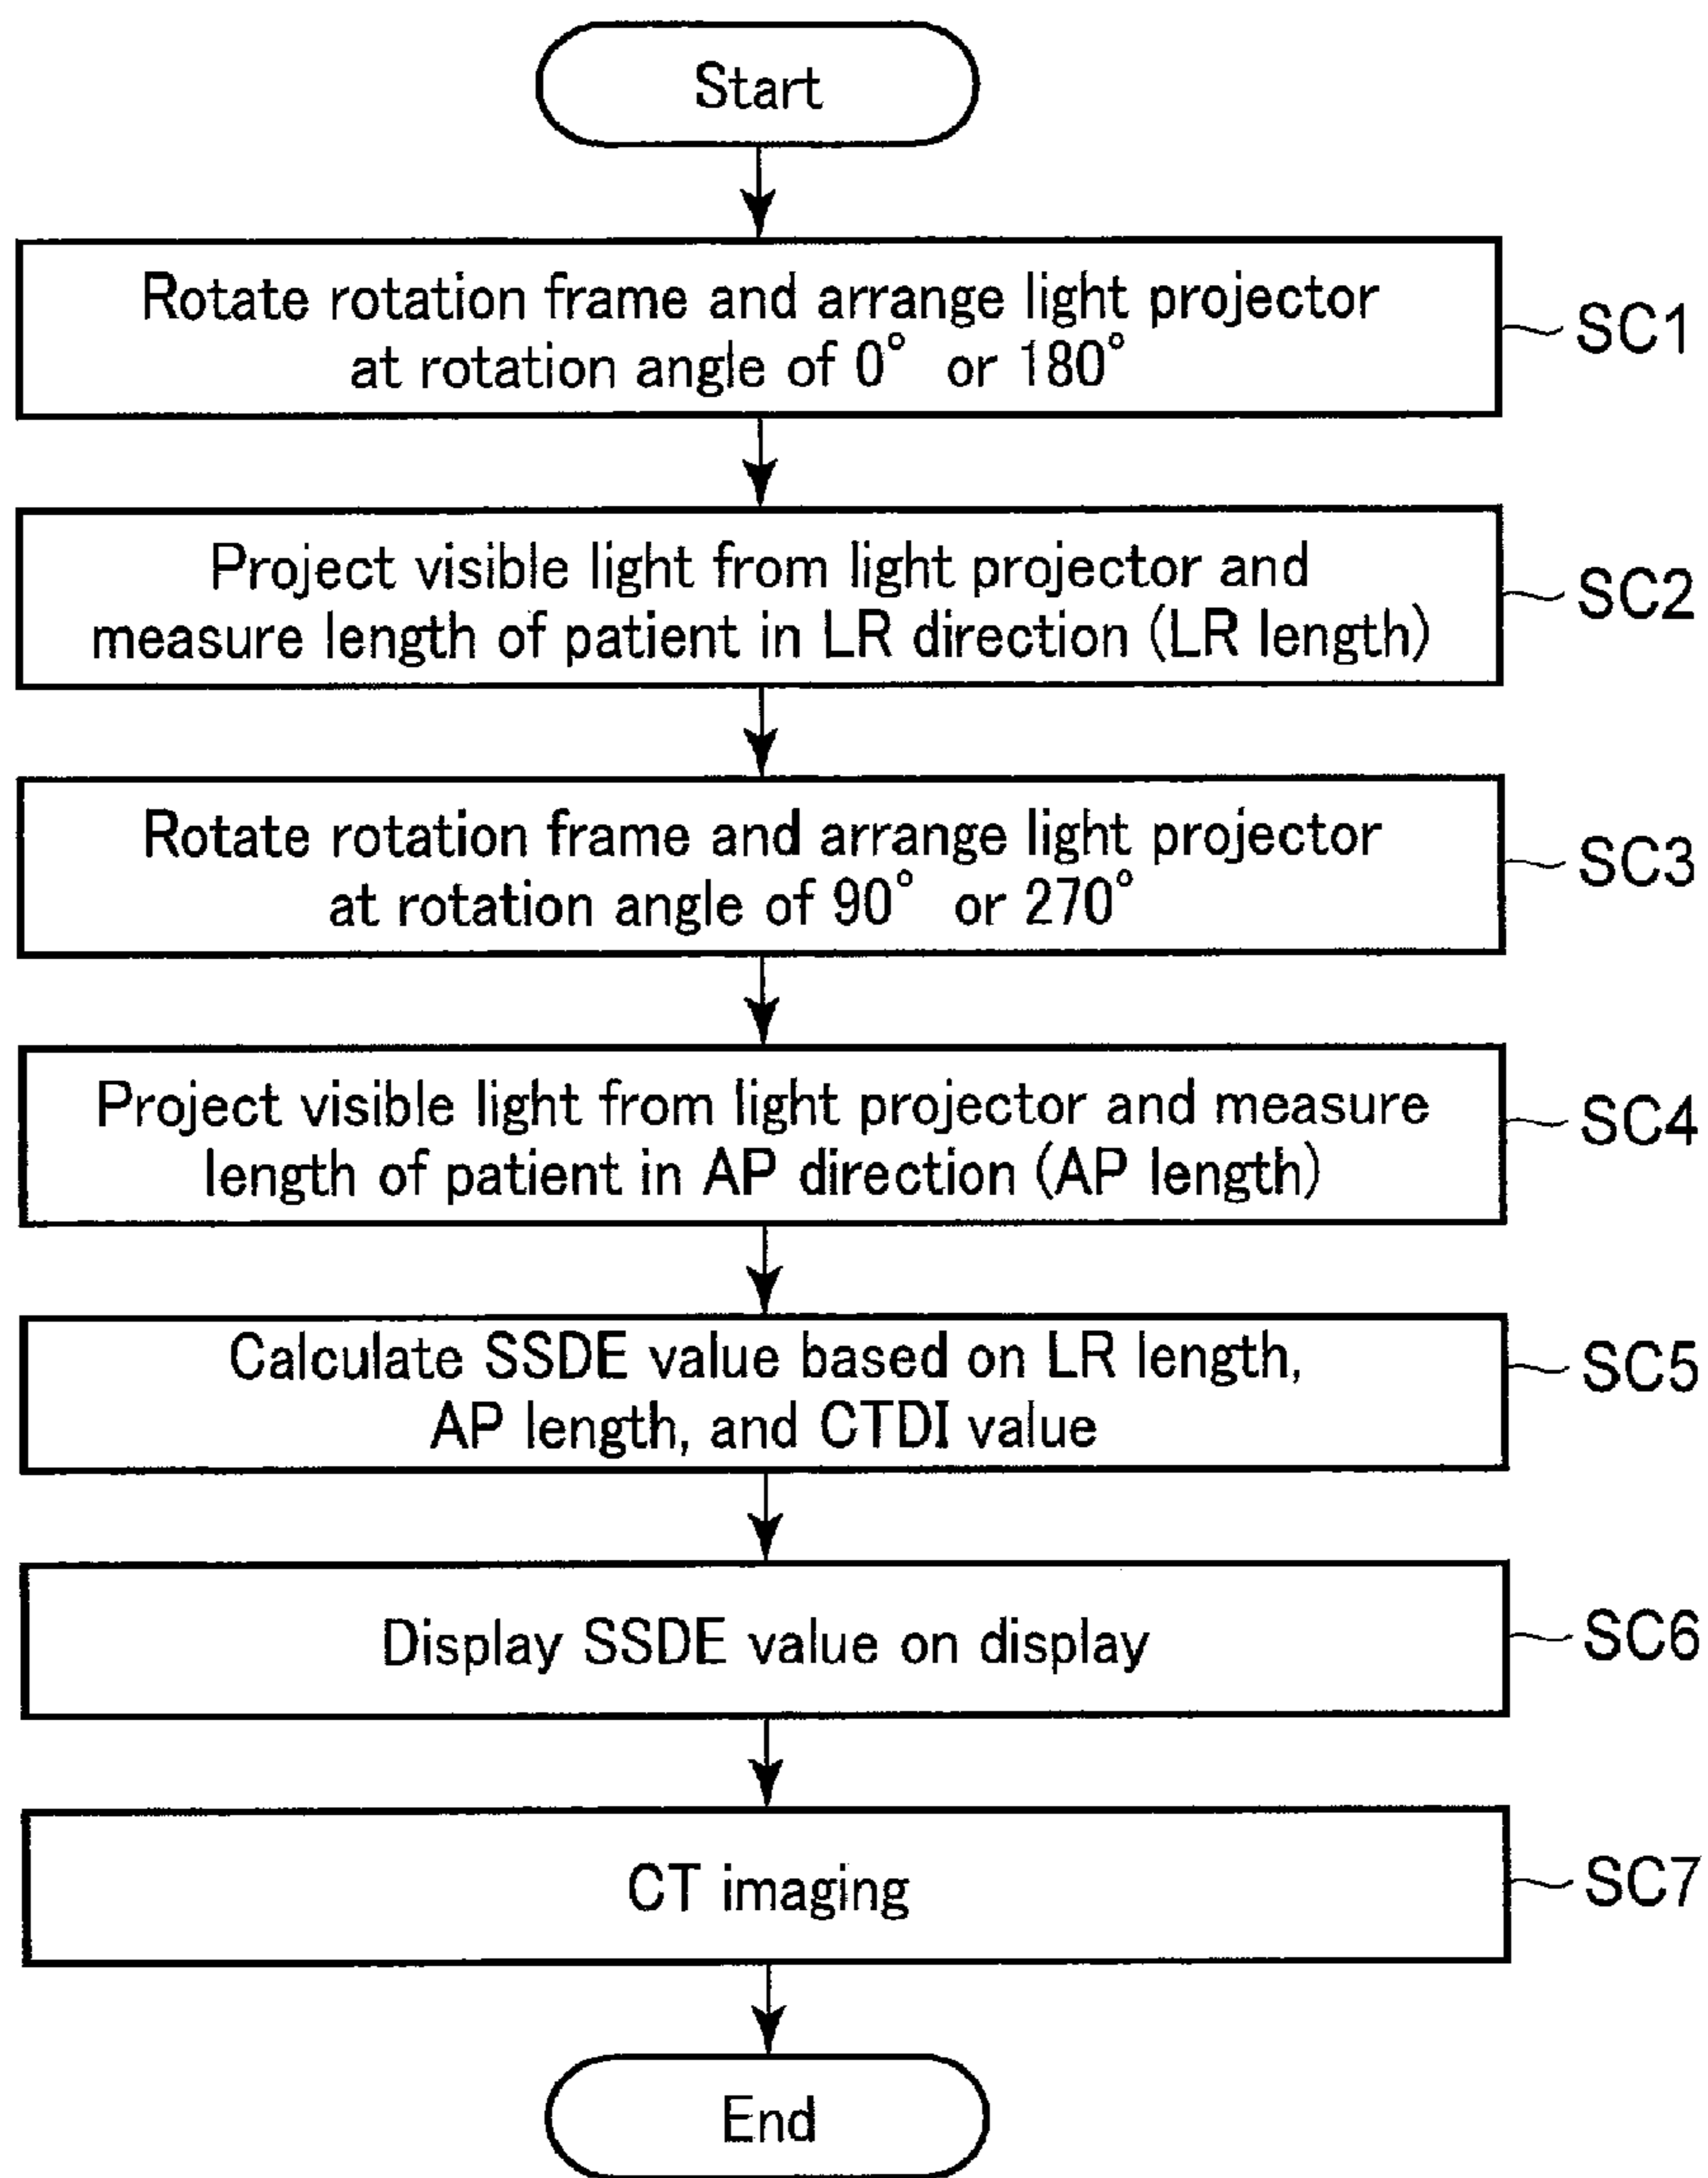 Start
Rotate rotation frame and arrange light projector
at rotation angle of 0° or 180°
SC1
Project visible light from light projector and
measure length of patient in LR direction (LR length)
SC2
Rotate rotation frame and arrange light projector
at rotation angle of 90° or 270°
SC3
Project visible light from light projector and measure
length of patient in AP direction (AP length)
SC4
Calculate SSDE value based on LR length,
AP length, and CTDI value
SC5
Display SSDE value on display
SC6
CT imaging
SC7
End